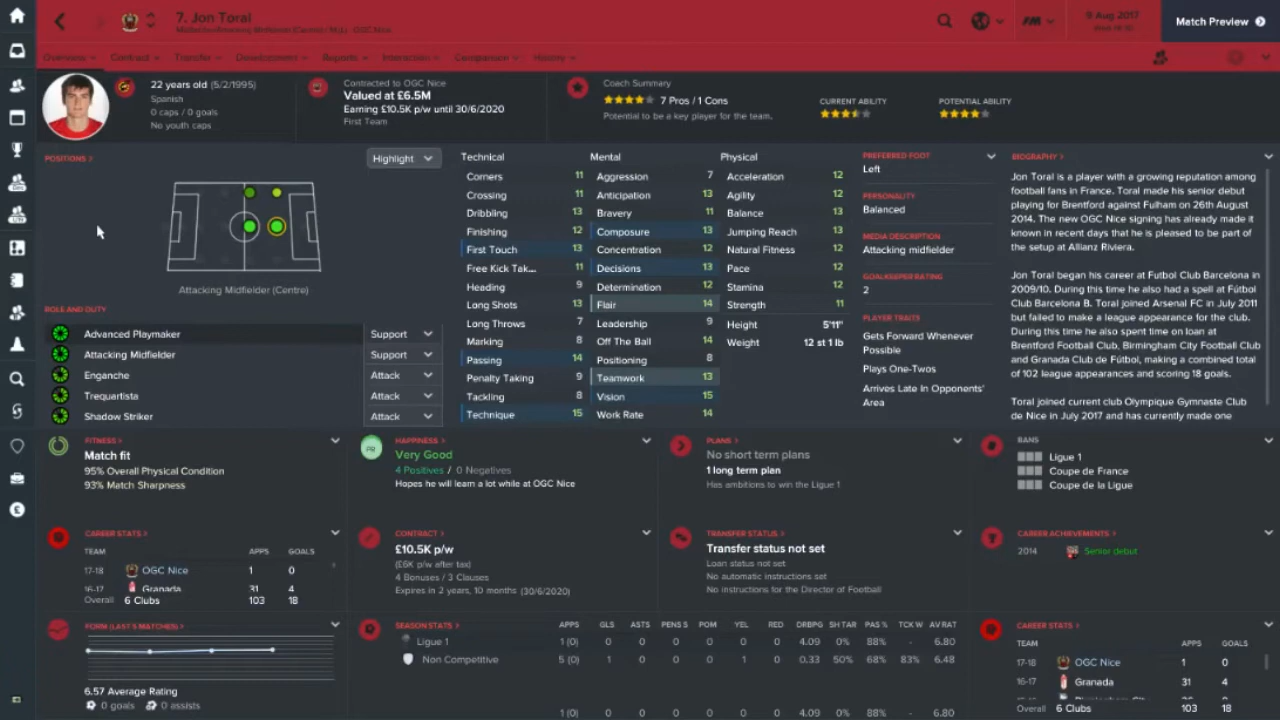 7. Jon Toral
9 Aug 2017
Match Preview
Overview
Contract
Transfer
Development
Reports
Interaction
Comparison
History
22 years old (5/2/1995)
Spanish
0 caps / 0 goals
No youth caps
Contracted to OGC Nice
Valued at £6.5M
Earning £10.5K p/w until 30/6/2020
First Team
Coach Summary
7 Pros / 1 Cons
Potential to be a key player for the team.
CURRENT ABILITY
POTENTIAL ABILITY
POSITIONS
Highlight
Attacking Midfielder (Centre)
ROLE AND DUTY
Advanced Playmaker Support
Attacking Midfielder Support
Enganche Attack
Trequartista Attack
Shadow Striker Attack
Technical
Corners 11
Crossing 11
Dribbling 13
Finishing 12
First Touch 13
Free Kick Tak... 11
Heading 9
Long Shots 13
Long Throws 7
Marking 8
Passing 14
Penalty Taking 9
Tackling 8
Technique 15
Mental
Aggression 7
Anticipation 13
Bravery 11
Composure 13
Concentration 12
Decisions 13
Determination 12
Flair 14
Leadership 9
Off The Ball 14
Positioning 8
Teamwork 13
Vision 15
Work Rate 14
Physical
Acceleration 12
Agility 12
Balance 13
Jumping Reach 13
Natural Fitness 12
Pace 12
Stamina 12
Strength 11
Height 5'11"
Weight 12 st 1 lb
PREFERRED FOOT
Left
PERSONALITY
Balanced
MEDIA DESCRIPTION
Attacking midfielder
GOALKEEPER RATING
2
PLAYER TRAITS
Gets Forward Whenever
Possible
Plays One-Twos
Arrives Late In Opponents'
Area
BIOGRAPHY
Jon Toral is a player with a growing reputation among
football fans in France. Toral made his senior debut
playing for Brentford against Fulham on 26th August
2014. The new OGC Nice signing has already made it
known in recent days that he is pleased to be part of
the setup at Allianz Riviera.
Jon Toral began his career at Futbol Club Barcelona in
2009/10. During this time he also had a spell at Fútbol
Club Barcelona B. Toral joined Arsenal FC in July 2011
but failed to make a league appearance for the club.
During this time he also spent time on loan at
Brentford Football Club, Birmingham City Football Club
and Granada Club de Fútbol, making a combined total
of 102 league appearances and scoring 18 goals.
Toral joined current club Olympique Gymnaste Club
de Nice in July 2017 and has currently made one
FITNESS
Match fit
95% Overall Physical Condition
93% Match Sharpness
PR
HAPPINESS
Very Good
4 Positives / 0 Negatives
Hopes he will learn a lot while at OGC Nice
PLANS
No short term plans
1 long term plan
Has ambitions to win the Ligue 1
BANS
Ligue 1
Coupe de France
Coupe de la Ligue
CAREER STATS
TEAM APPS GOALS
17-18 OGC Nice 1 0
16-17 Granada 31 4
Overall 6 Clubs 103 18
CONTRACT
£10.5K p/w
(£6K p/w after tax)
4 Bonuses / 3 Clauses
Expires in 2 years, 10 months (30/6/2020)
TRANSFER STATUS
Transfer status not set
Loan status not set
No automatic instructions set
No instructions for the Director of Football
CAREER ACHIEVEMENTS
2014 Senior debut
FORM (LAST 5 MATCHES)
6.57 Average Rating
0 goals 0 assists
SEASON STATS APPS GLS ASTS PENS S POM YEL RED DRBPG SH TAR PAS % TCK W AV RAT
Ligue 1 1 (0) 0 0 0 0 0 0 4.09 0% 88% - 6.80
Non Competitive 5 (0) 1 0 0 0 1 0 0.33 50% 68% 83% 6.48
1 (0) 0 0 0 0 0 0 4.09 0% 88% - 6.80
CAREER STATS
TEAM APPS GOALS
17-18 OGC Nice 1 0
16-17 Granada 31 4
Overall 6 Clubs 103 18